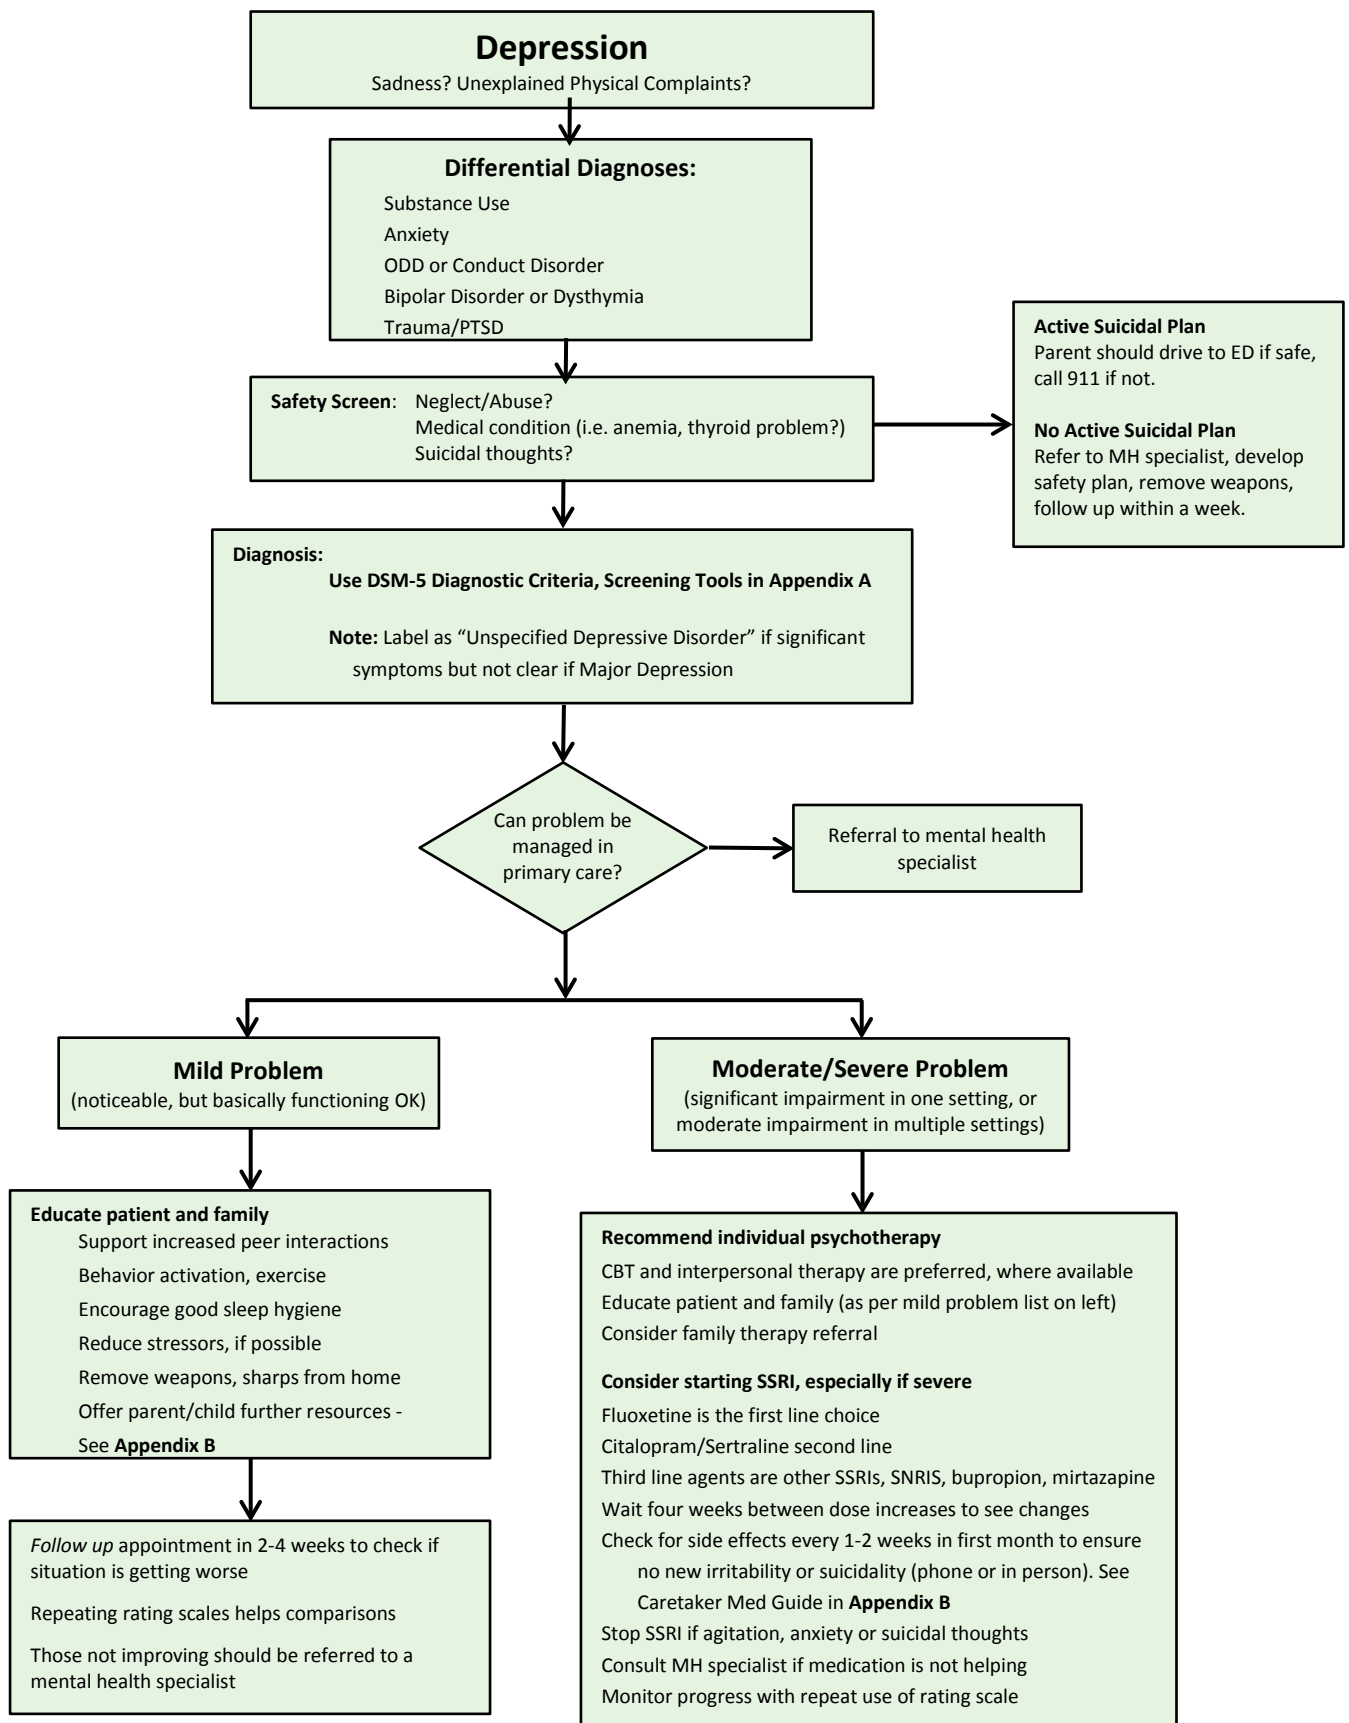 Depression
Sadness? Unexplained Physical Complaints?
Differential Diagnoses:
Substance Use
Anxiety
ODD or Conduct Disorder
Bipolar Disorder or Dysthymia
Trauma/PTSD
Safety Screen: Neglect/Abuse?
Medical condition (i.e. anemia, thyroid problem?)
Suicidal thoughts?
Active Suicidal Plan
Parent should drive to ED if safe,
call 911 if not.
No Active Suicidal Plan
Refer to MH specialist, develop
safety plan, remove weapons,
follow up within a week.
Diagnosis:
Use DSM-5 Diagnostic Criteria, Screening Tools in Appendix A
Note: Label as “Unspecified Depressive Disorder” if significant
symptoms but not clear if Major Depression
Can problem be
managed in
primary care?
Referral to mental health
specialist
Mild Problem
(noticeable, but basically functioning OK)
Educate patient and family
Support increased peer interactions
Behavior activation, exercise
Encourage good sleep hygiene
Reduce stressors, if possible
Remove weapons, sharps from home
Offer parent/child further resources -
See Appendix B
Follow up appointment in 2-4 weeks to check if
situation is getting worse
Repeating rating scales helps comparisons
Those not improving should be referred to a
mental health specialist
Moderate/Severe Problem
(significant impairment in one setting, or
moderate impairment in multiple settings)
Recommend individual psychotherapy
CBT and interpersonal therapy are preferred, where available
Educate patient and family (as per mild problem list on left)
Consider family therapy referral
Consider starting SSRI, especially if severe
Fluoxetine is the first line choice
Citalopram/Sertraline second line
Third line agents are other SSRIs, SNRIS, bupropion, mirtazapine
Wait four weeks between dose increases to see changes
Check for side effects every 1-2 weeks in first month to ensure
no new irritability or suicidality (phone or in person). See
Caretaker Med Guide in Appendix B
Stop SSRI if agitation, anxiety or suicidal thoughts
Consult MH specialist if medication is not helping
Monitor progress with repeat use of rating scale